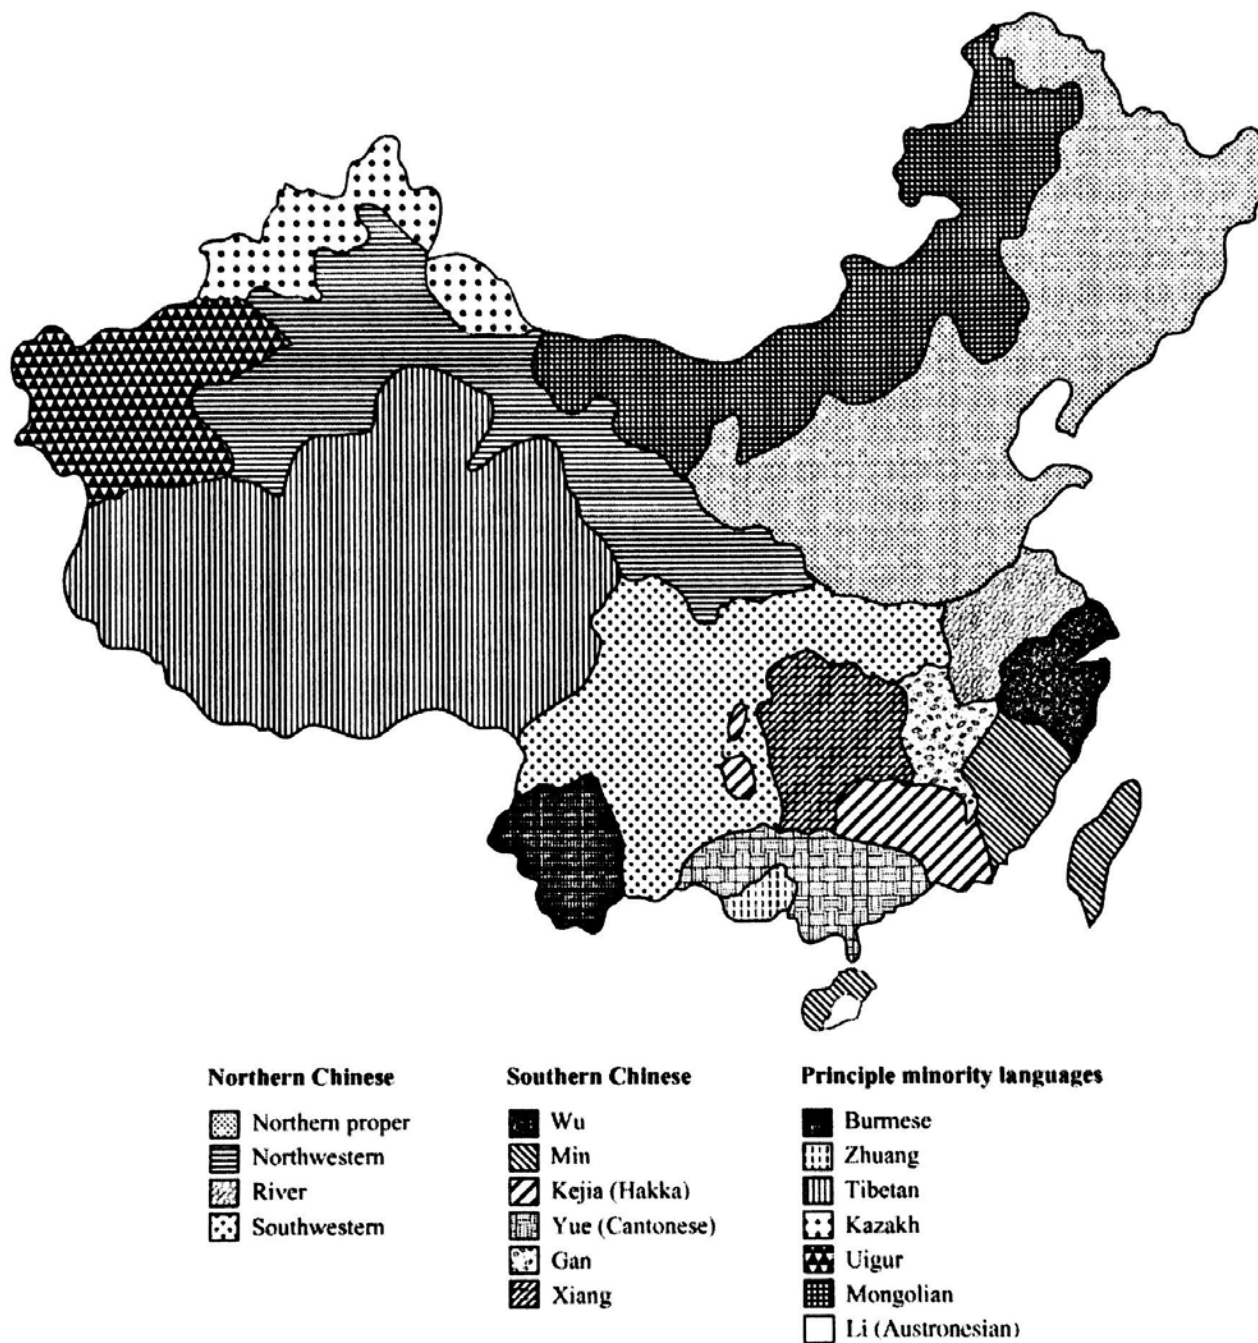 Northern Chinese
Northern proper
Northwestern
River
Southwestern
Southern Chinese
Wu
Min
Kejia (Hakka)
Yue (Cantonese)
Gan
Xiang
Principle minority languages
Burmese
Zhuang
Tibetan
Kazakh
Uigur
Mongolian
Li (Austronesian)